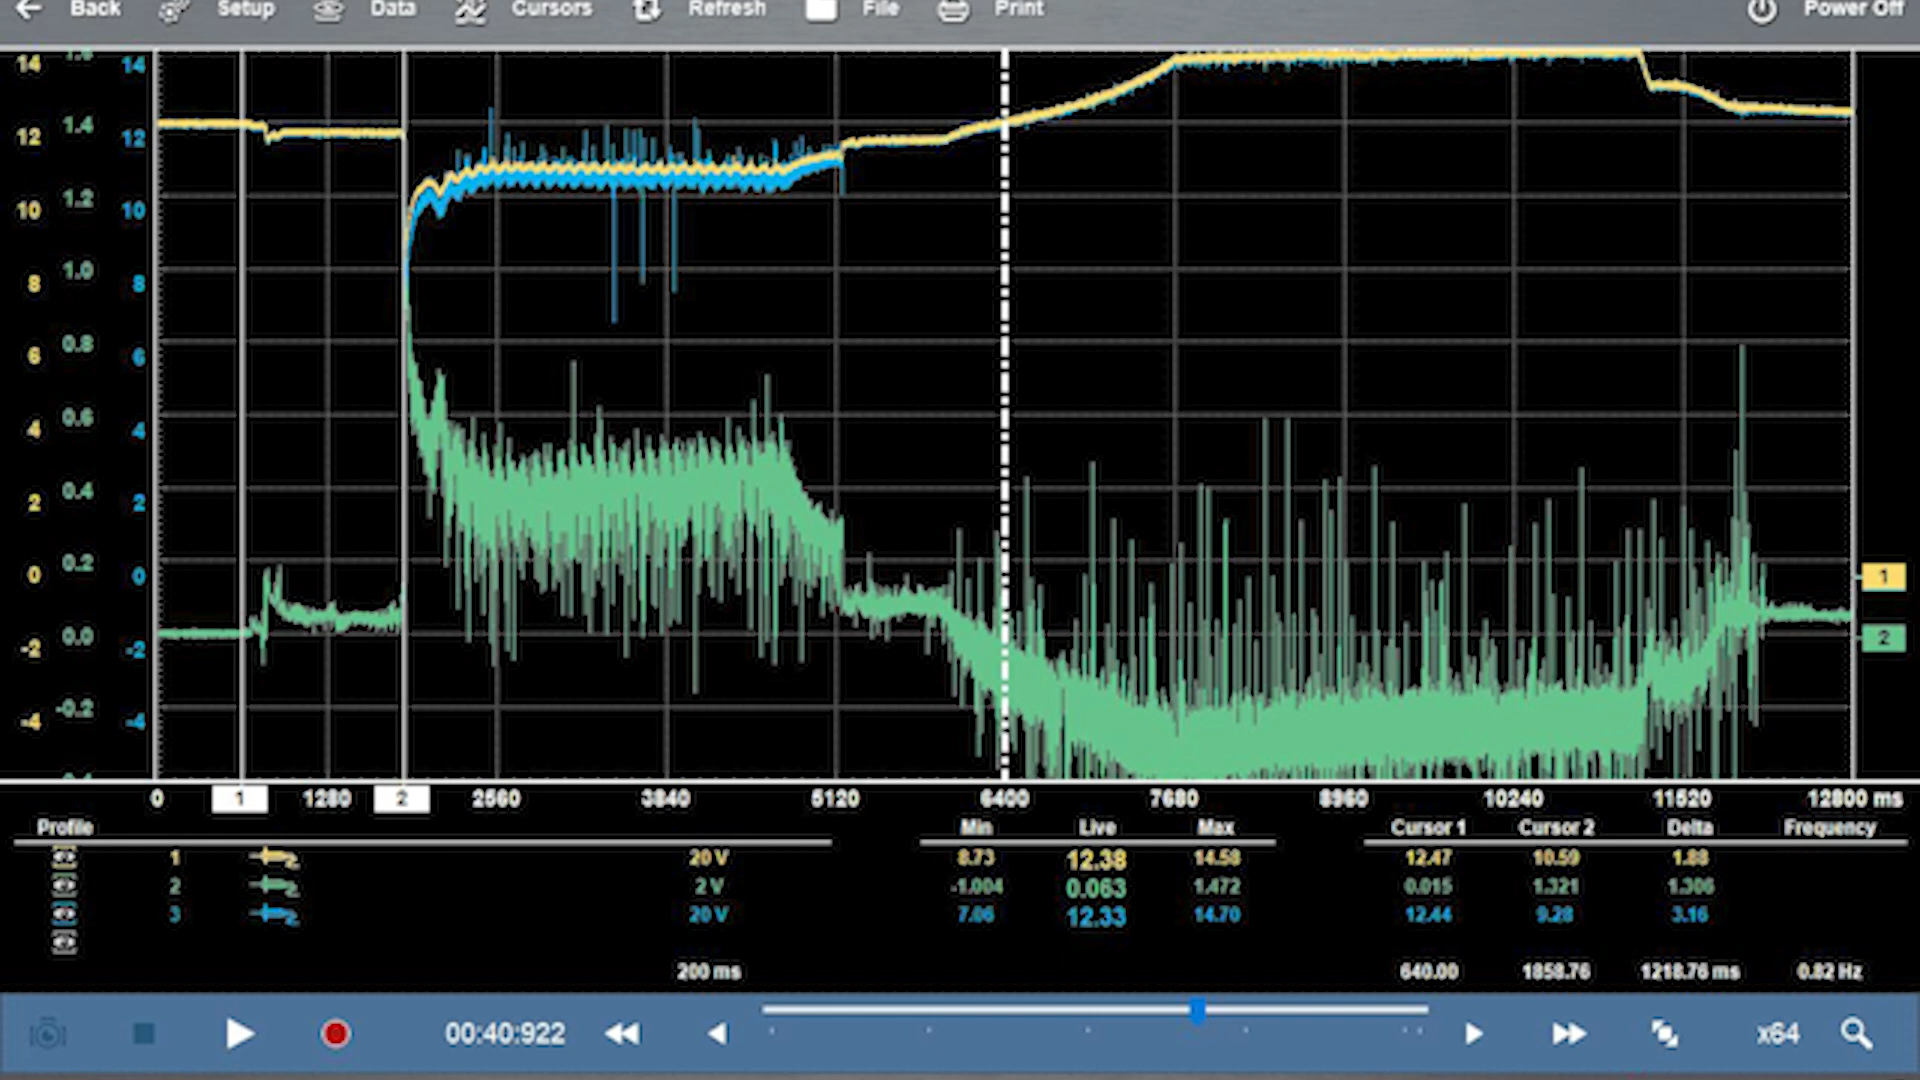 Back Setup Data Cursors Refresh File Print Power Off
14 14
12 1.4 12
10 1.2 10
8 1.0 8
6 0.8 6
4 0.6 4
2 0.4 2
0 0.2 0 1
-2 0.0 -2 2
-4 -0.2 -4
0 1 1280 2 2560 3840 5120 6400 7680 8960 10240 11520 12800 ms
Profile Min Live Max Cursor 1 Cursor 2 Delta Frequency
1 20 V 8.73 12.38 14.58 12.47 10.59 1.88
2 2 V -1.004 0.063 1.472 0.015 1.321 1.306
3 20 V 7.06 12.33 14.70 12.44 9.28 3.16
200 ms 640.00 1858.76 1218.76 ms 0.82 Hz
00:40:922 x64